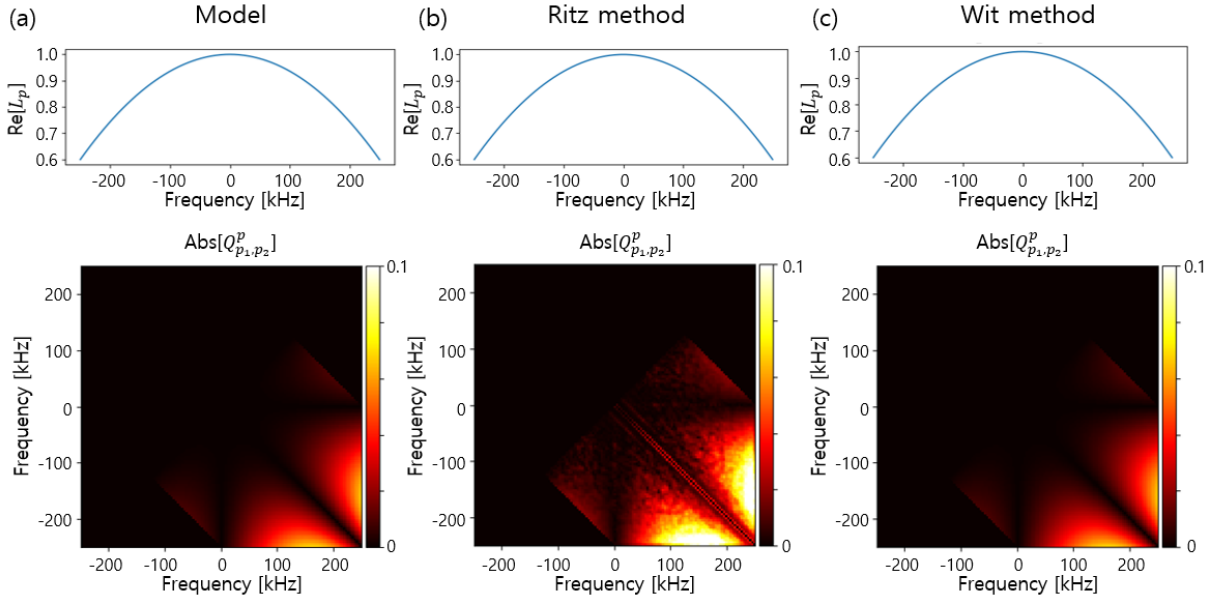 (a) Model
1.0
0.9
0.8
0.7
0.6
Re[L_p]
-200 -100 0 100 200
Frequency [kHz]
Abs[Q^p_{p_1,p_2}]
200
100
0
-100
-200
Frequency [kHz]
-200 -100 0 100 200
Frequency [kHz]
0.1
0
(b) Ritz method
1.0
0.9
0.8
0.7
0.6
Re[L_p]
-200 -100 0 100 200
Frequency [kHz]
Abs[Q^p_{p_1,p_2}]
200
100
0
-100
-200
Frequency [kHz]
-200 -100 0 100 200
Frequency [kHz]
0.1
0
(c) Wit method
1.0
0.9
0.8
0.7
0.6
Re[L_p]
-200 -100 0 100 200
Frequency [kHz]
Abs[Q^p_{p_1,p_2}]
200
100
0
-100
-200
Frequency [kHz]
-200 -100 0 100 200
Frequency [kHz]
0.1
0